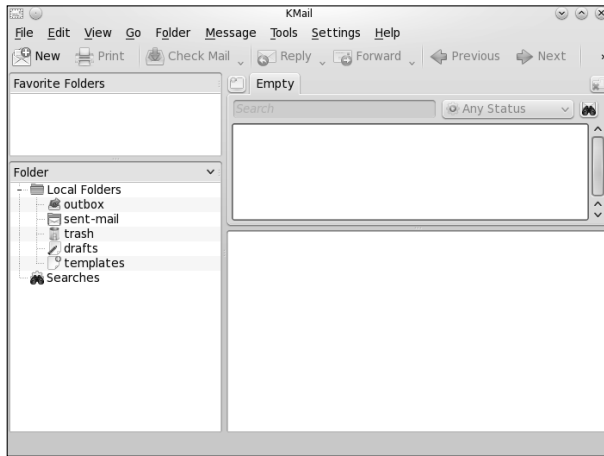 KMail
File Edit View Go Folder Message Tools Settings Help
New Print Check Mail Reply Forward Previous Next
Favorite Folders
Empty
Search Any Status
Folder
Local Folders
outbox
sent-mail
trash
drafts
templates
Searches